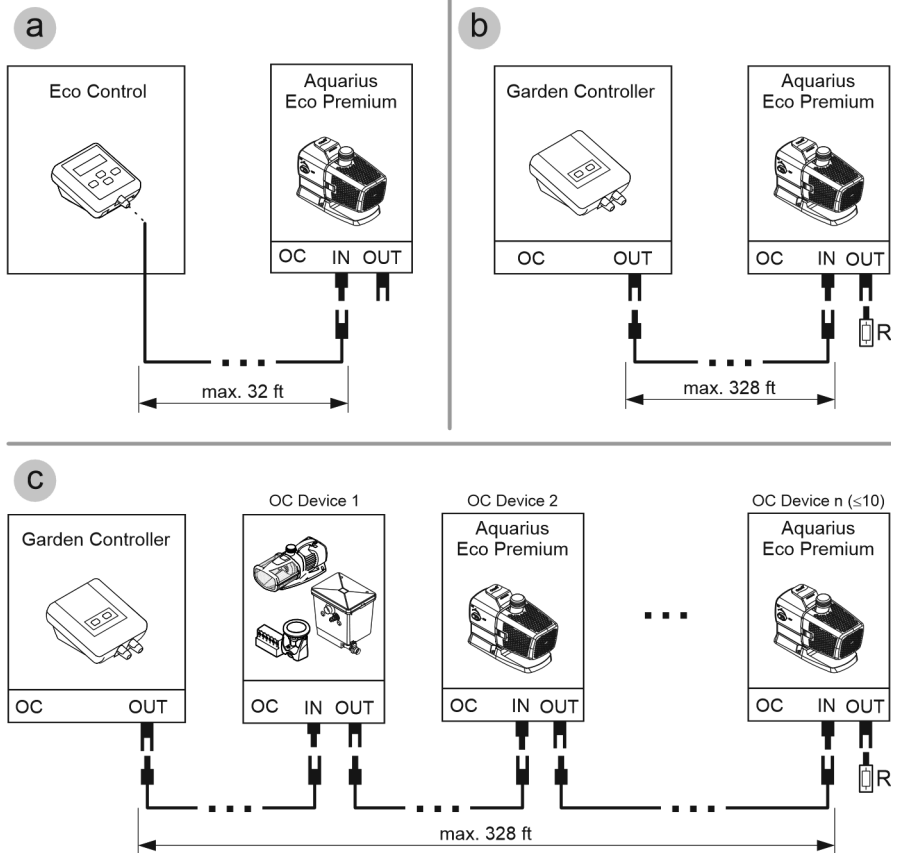 a
Eco Control
Aquarius
Eco Premium
OC IN OUT
max. 32 ft
b
Garden Controller
OC OUT
Aquarius
Eco Premium
OC IN OUT
R
max. 328 ft
c
Garden Controller
OC OUT
OC Device 1
OC IN OUT
OC Device 2
Aquarius
Eco Premium
OC IN OUT
OC Device n (≤10)
Aquarius
Eco Premium
OC IN OUT
R
max. 328 ft